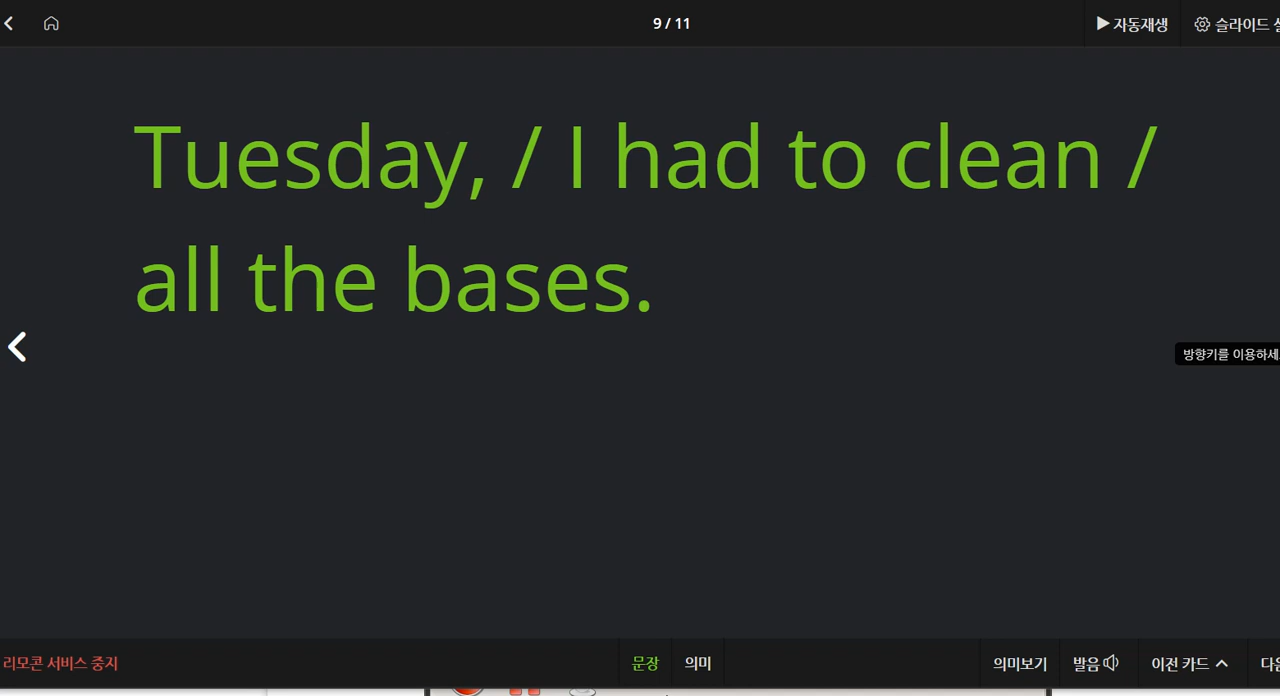 9 / 11
자동재생
슬라이드
Tuesday, / I had to clean /
all the bases.
방향키를 이용하세
리모콘 서비스 중지
문장
의미
의미보기
발음
이전 카드